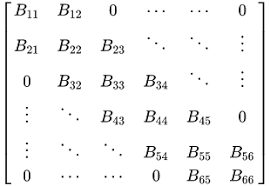 B₁₁ B₁₂ 0 ⋯ ⋯ 0
B₂₁ B₂₂ B₂₃ ⋱ ⋱ ⋮
0 B₃₂ B₃₃ B₃₄ ⋱ ⋮
⋮ ⋱ B₄₃ B₄₄ B₄₅ 0
⋮ ⋱ ⋱ B₅₄ B₅₅ B₅₆
0 ⋯ ⋯ 0 B₆₅ B₆₆